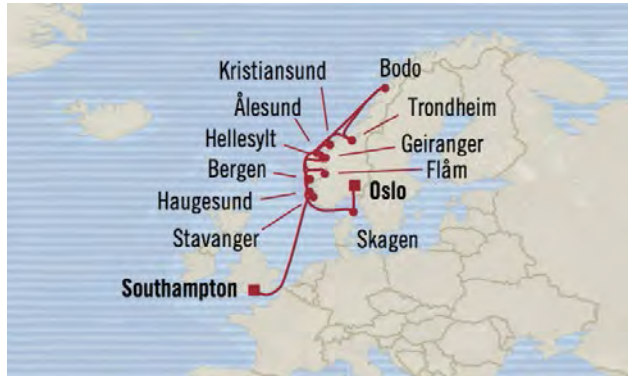 Kristiansund
Bodo
Ålesund
Trondheim
Hellesylt
Geiranger
Bergen
Flåm
Haugesund
Oslo
Stavanger
Skagen
Southampton